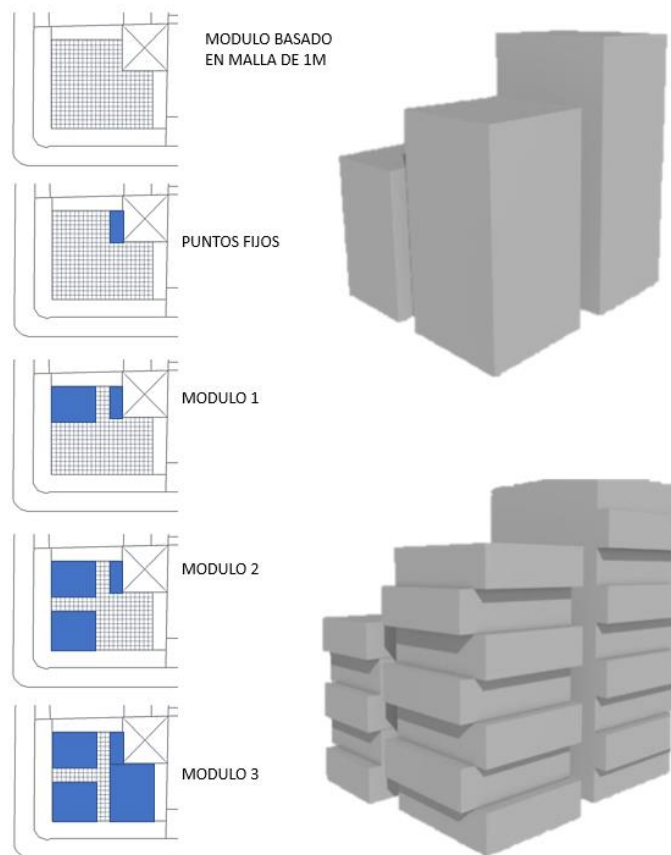 MODULO BASADO
EN MALLA DE 1M
PUNTOS FIJOS
MODULO 1
MODULO 2
MODULO 3